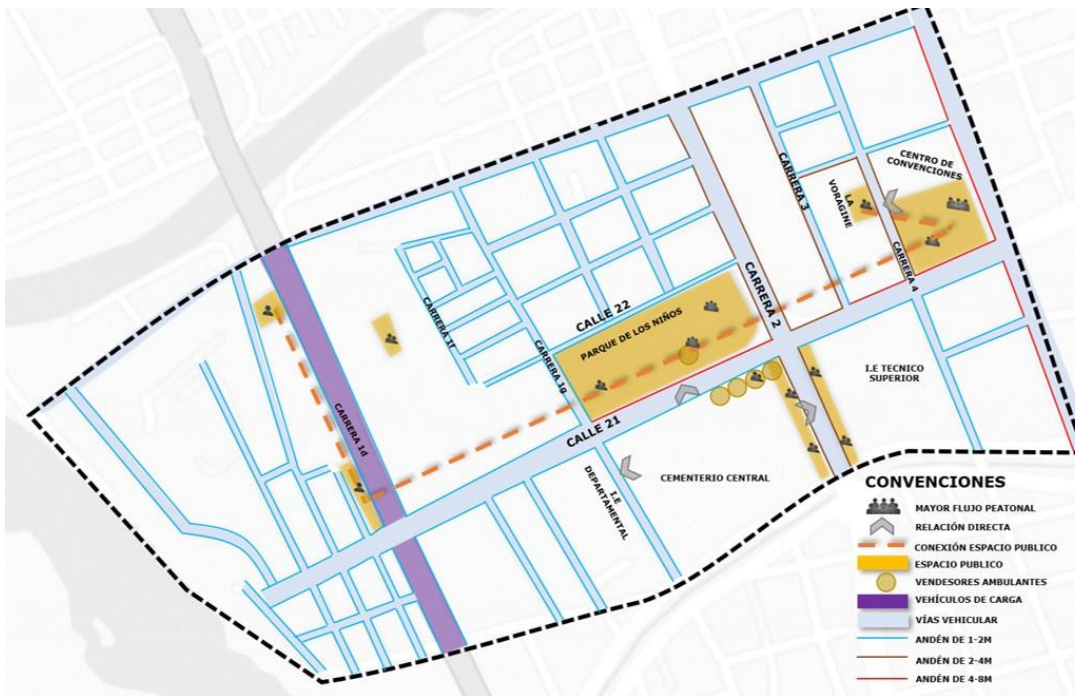 CENTRO DE
CONVENCIONES
CARRERA 3
LA
VORAGINE
CARRERA 4
CARRERA 2
CALLE 22
PARQUE DE LOS NIÑOS
CARRERA 1f
CARRERA 1g
CARRERA 1d
CALLE 21
I.E TECNICO
SUPERIOR
I.E
DEPARTAMENTAL
CEMENTERIO CENTRAL
CONVENCIONES
MAYOR FLUJO PEATONAL
RELACIÓN DIRECTA
CONEXIÓN ESPACIO PUBLICO
ESPACIO PUBLICO
VENDESORES AMBULANTES
VEHÍCULOS DE CARGA
VÍAS VEHICULAR
ANDÉN DE 1-2M
ANDÉN DE 2-4M
ANDÉN DE 4-8M